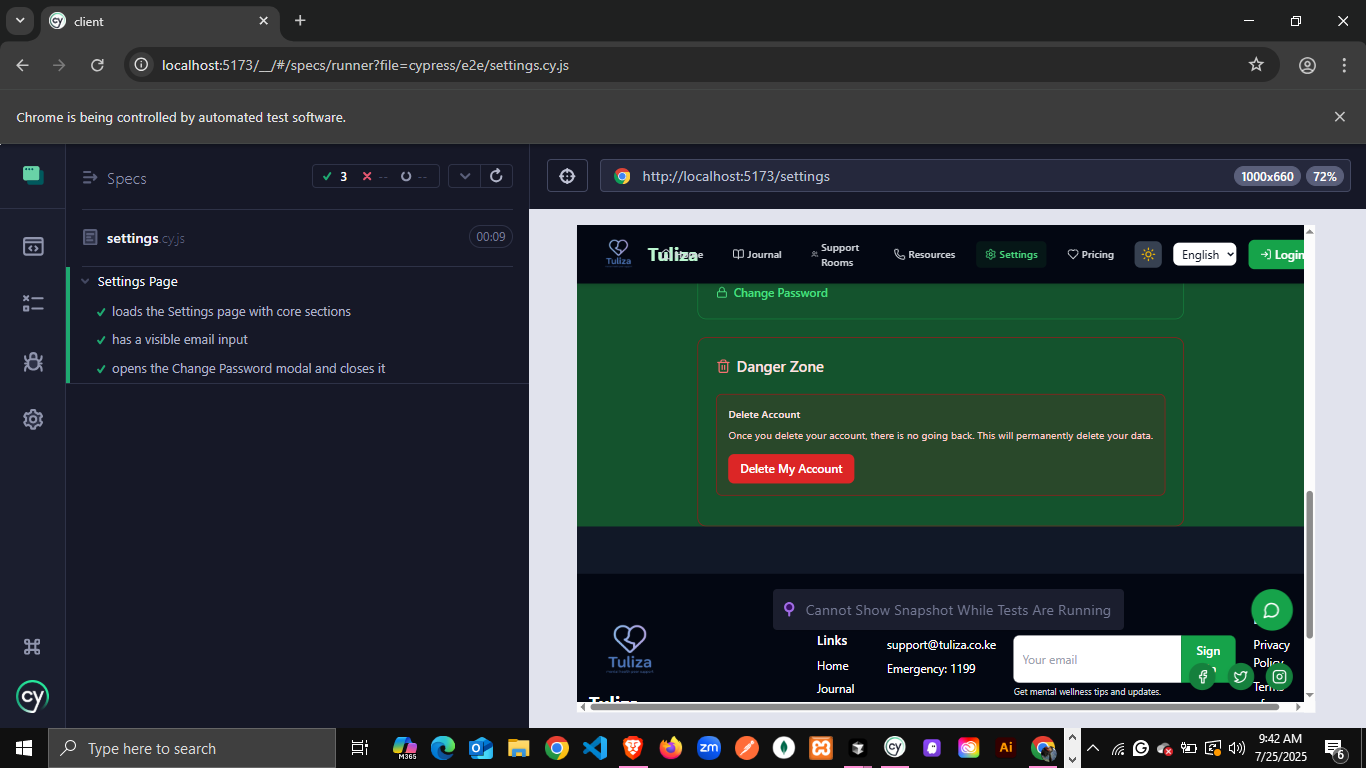 client
localhost:5173/__/#/specs/runner?file=cypress/e2e/settings.cy.js
Chrome is being controlled by automated test software.
Specs
3 -- --
settings.cy.js 00:09
Settings Page
loads the Settings page with core sections
has a visible email input
opens the Change Password modal and closes it
http://localhost:5173/settings 1000x660 72%
Tuliza
Tuliza
Journal
Support
Rooms
Resources
Settings
Pricing
English
Login
Change Password
Danger Zone
Delete Account
Once you delete your account, there is no going back. This will permanently delete your data.
Delete My Account
Cannot Show Snapshot While Tests Are Running
Tuliza
Tuliza
Links
Home
Journal
support@tuliza.co.ke
Emergency: 1199
Your email
Sign
Get mental wellness tips and updates.
Privacy
Policy
Terms
cy
Type here to search
M365
zm
cy
Ai
9:42 AM
7/25/2025
6